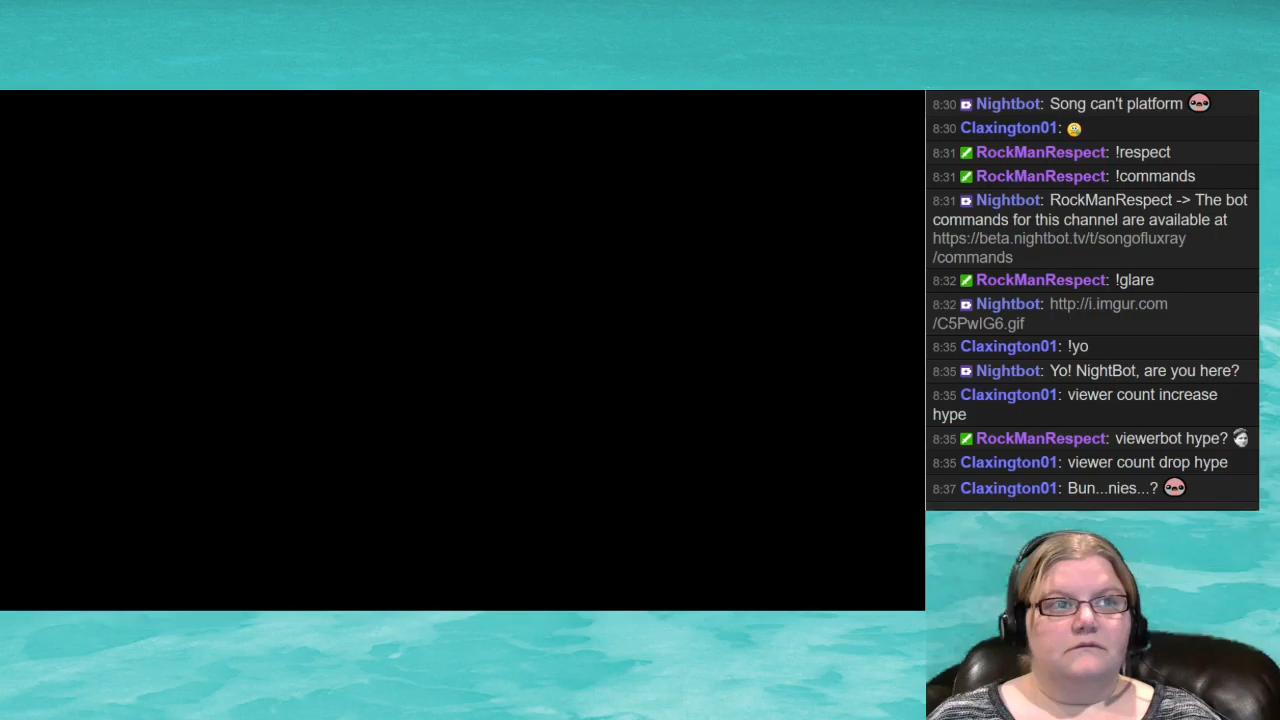 8:30 Nightbot: Song can't platform
8:30 Claxington01:
8:31 RockManRespect: !respect
8:31 RockManRespect: !commands
8:31 Nightbot: RockManRespect -> The bot
commands for this channel are available at
https://beta.nightbot.tv/t/songofluxray
/commands
8:32 RockManRespect: !glare
8:32 Nightbot: http://i.imgur.com
/C5PwIG6.gif
8:35 Claxington01: !yo
8:35 Nightbot: Yo! NightBot, are you here?
8:35 Claxington01: viewer count increase
hype
8:35 RockManRespect: viewerbot hype?
8:35 Claxington01: viewer count drop hype
8:37 Claxington01: Bun...nies...?